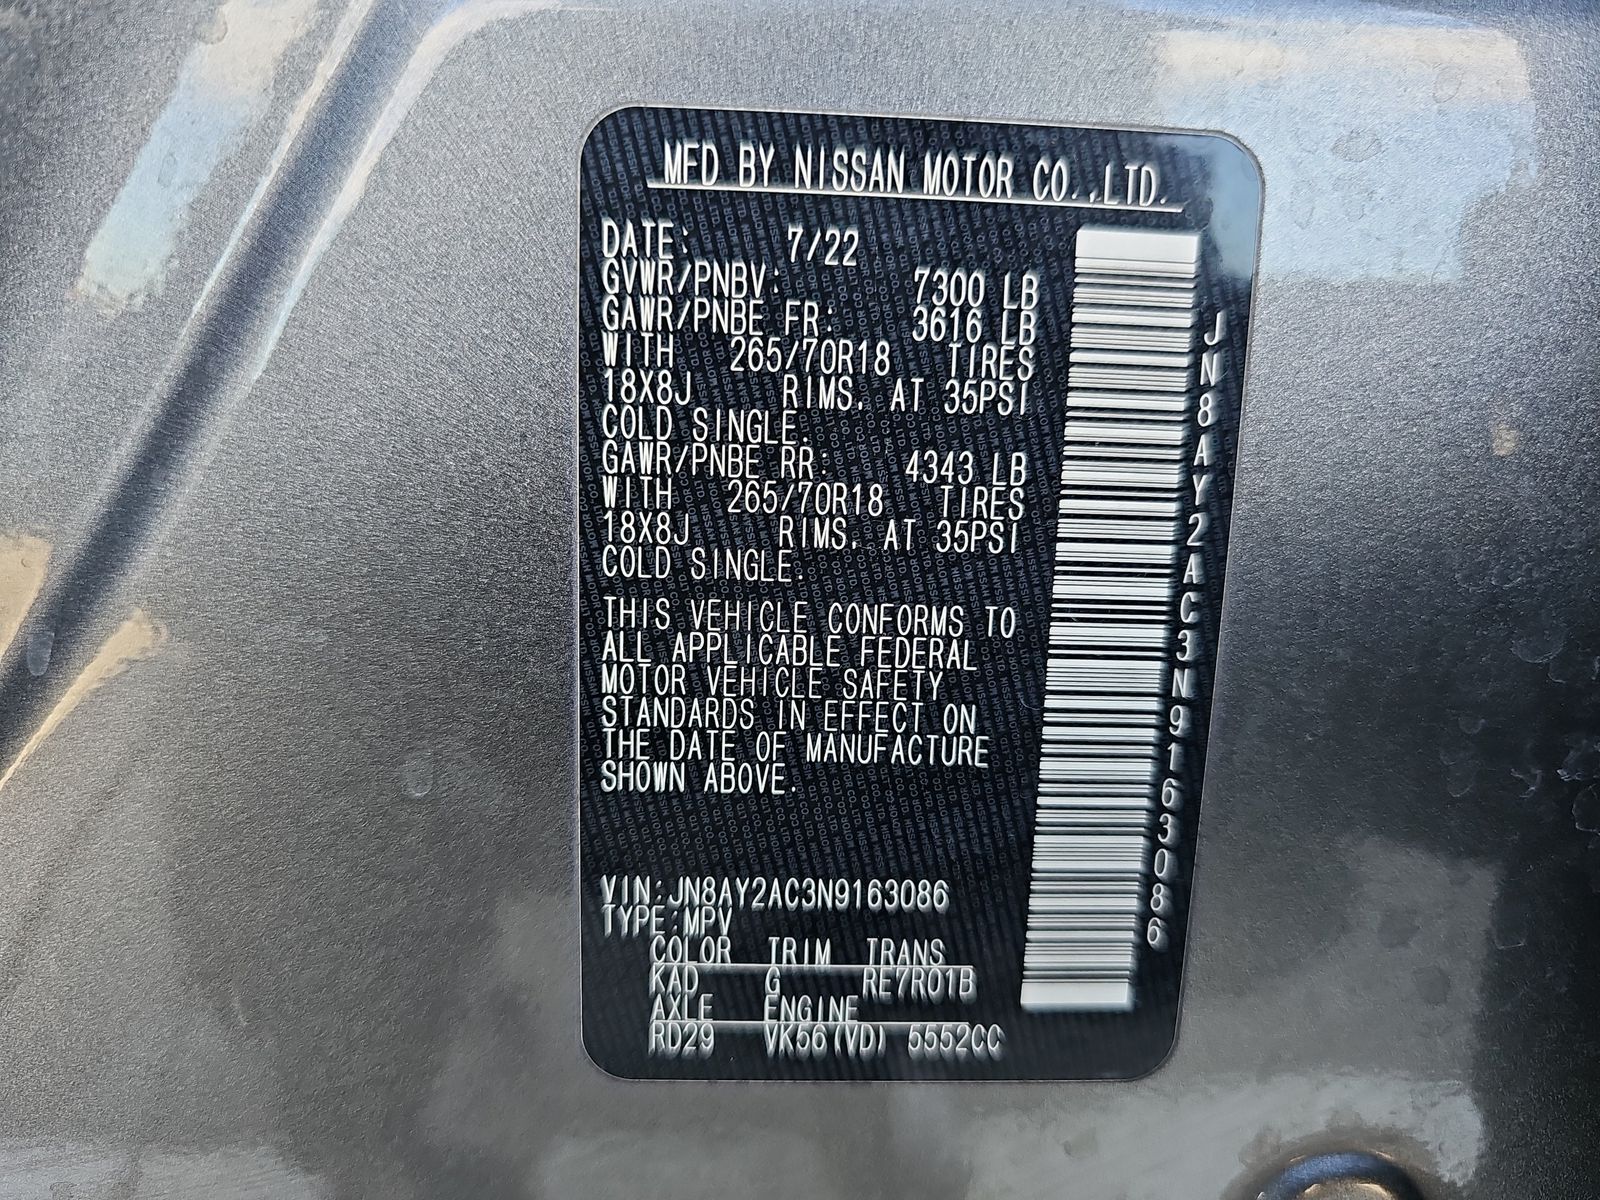 MFD BY NISSAN MOTOR CO.,LTD.
DATE: 7/22
GVWR/PNBV: 7300 LB
GAWR/PNBE FR: 3616 LB
WITH 265/70R18 TIRES
18X8J RIMS, AT 35PSI
COLD SINGLE.
GAWR/PNBE RR: 4343 LB
WITH 265/70R18 TIRES
18X8J RIMS, AT 35PSI
COLD SINGLE.
THIS VEHICLE CONFORMS TO
ALL APPLICABLE FEDERAL
MOTOR VEHICLE SAFETY
STANDARDS IN EFFECT ON
THE DATE OF MANUFACTURE
SHOWN ABOVE.
VIN:JN8AY2AC3N9163086
TYPE:MPV
COLOR TRIM TRANS
KAD G RE7R01B
AXLE ENGINE
RD29 VK56(VD) 5552CC
JN8AY2AC3N9163086